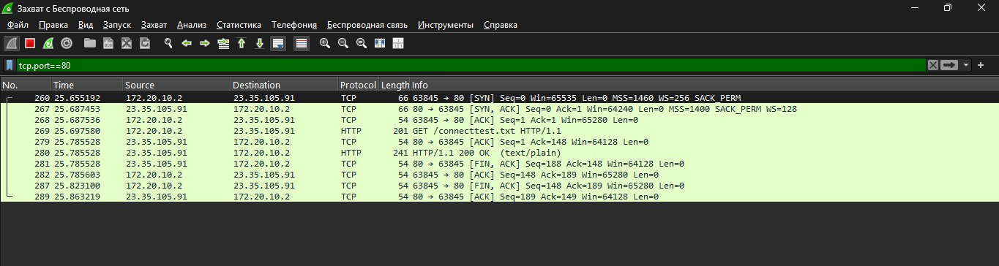 Захват с Беспроводная сеть
Файл Правка Вид Запуск Захват Анализ Статистика Телефония Беспроводная связь Инструменты Справка
tcp.port==80
No. Time Source Destination Protocol Length Info
260 25.655192 172.20.10.2 23.35.105.91 TCP 66 63845 → 80 [SYN] Seq=0 Win=65535 Len=0 MSS=1460 WS=256 SACK_PERM
267 25.687453 23.35.105.91 172.20.10.2 TCP 66 80 → 63845 [SYN, ACK] Seq=0 Ack=1 Win=64240 Len=0 MSS=1400 SACK_PERM WS=128
268 25.687536 172.20.10.2 23.35.105.91 TCP 54 63845 → 80 [ACK] Seq=1 Ack=1 Win=65280 Len=0
269 25.697580 172.20.10.2 23.35.105.91 HTTP 201 GET /connecttest.txt HTTP/1.1
279 25.785528 23.35.105.91 172.20.10.2 TCP 54 80 → 63845 [ACK] Seq=1 Ack=148 Win=64128 Len=0
280 25.785528 23.35.105.91 172.20.10.2 HTTP 241 HTTP/1.1 200 OK (text/plain)
281 25.785528 23.35.105.91 172.20.10.2 TCP 54 80 → 63845 [FIN, ACK] Seq=188 Ack=148 Win=64128 Len=0
282 25.785603 172.20.10.2 23.35.105.91 TCP 54 63845 → 80 [ACK] Seq=148 Ack=189 Win=65280 Len=0
287 25.823100 172.20.10.2 23.35.105.91 TCP 54 63845 → 80 [FIN, ACK] Seq=148 Ack=189 Win=65280 Len=0
289 25.863219 23.35.105.91 172.20.10.2 TCP 54 80 → 63845 [ACK] Seq=189 Ack=149 Win=64128 Len=0